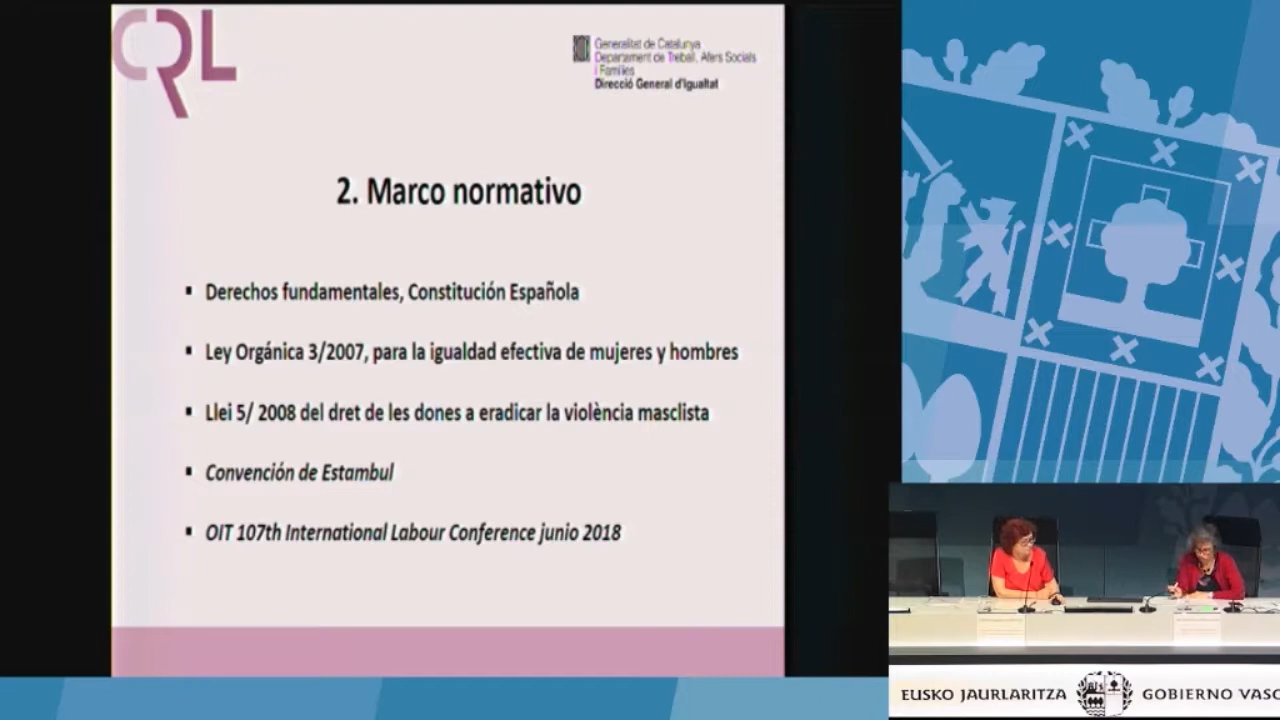 CRL
Generalitat de Catalunya
Departament de Treball, Afers Socials
i Famílies
Direcció General d'Igualtat
2. Marco normativo
▪ Derechos fundamentales, Constitución Española
▪ Ley Orgánica 3/2007, para la igualdad efectiva de mujeres y hombres
▪ Llei 5/ 2008 del dret de les dones a eradicar la violència masclista
▪ Convención de Estambul
▪ OIT 107th International Labour Conference junio 2018
EUSKO JAURLARITZA
GOBIERNO VASC